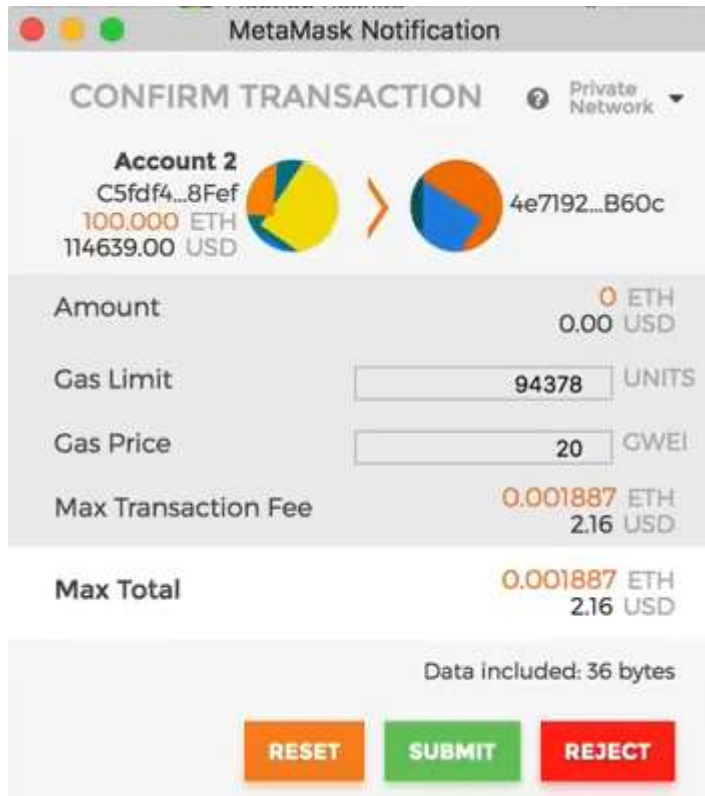 MetaMask Notification
CONFIRM TRANSACTION
Private
Network
Account 2
C5fdf4...8Fef
100.000 ETH
114639.00 USD
4e7192...B60c
Amount
0 ETH
0.00 USD
Gas Limit
94378 UNITS
Gas Price
20 GWEI
Max Transaction Fee
0.001887 ETH
2.16 USD
Max Total
0.001887 ETH
2.16 USD
Data included: 36 bytes
RESET SUBMIT REJECT